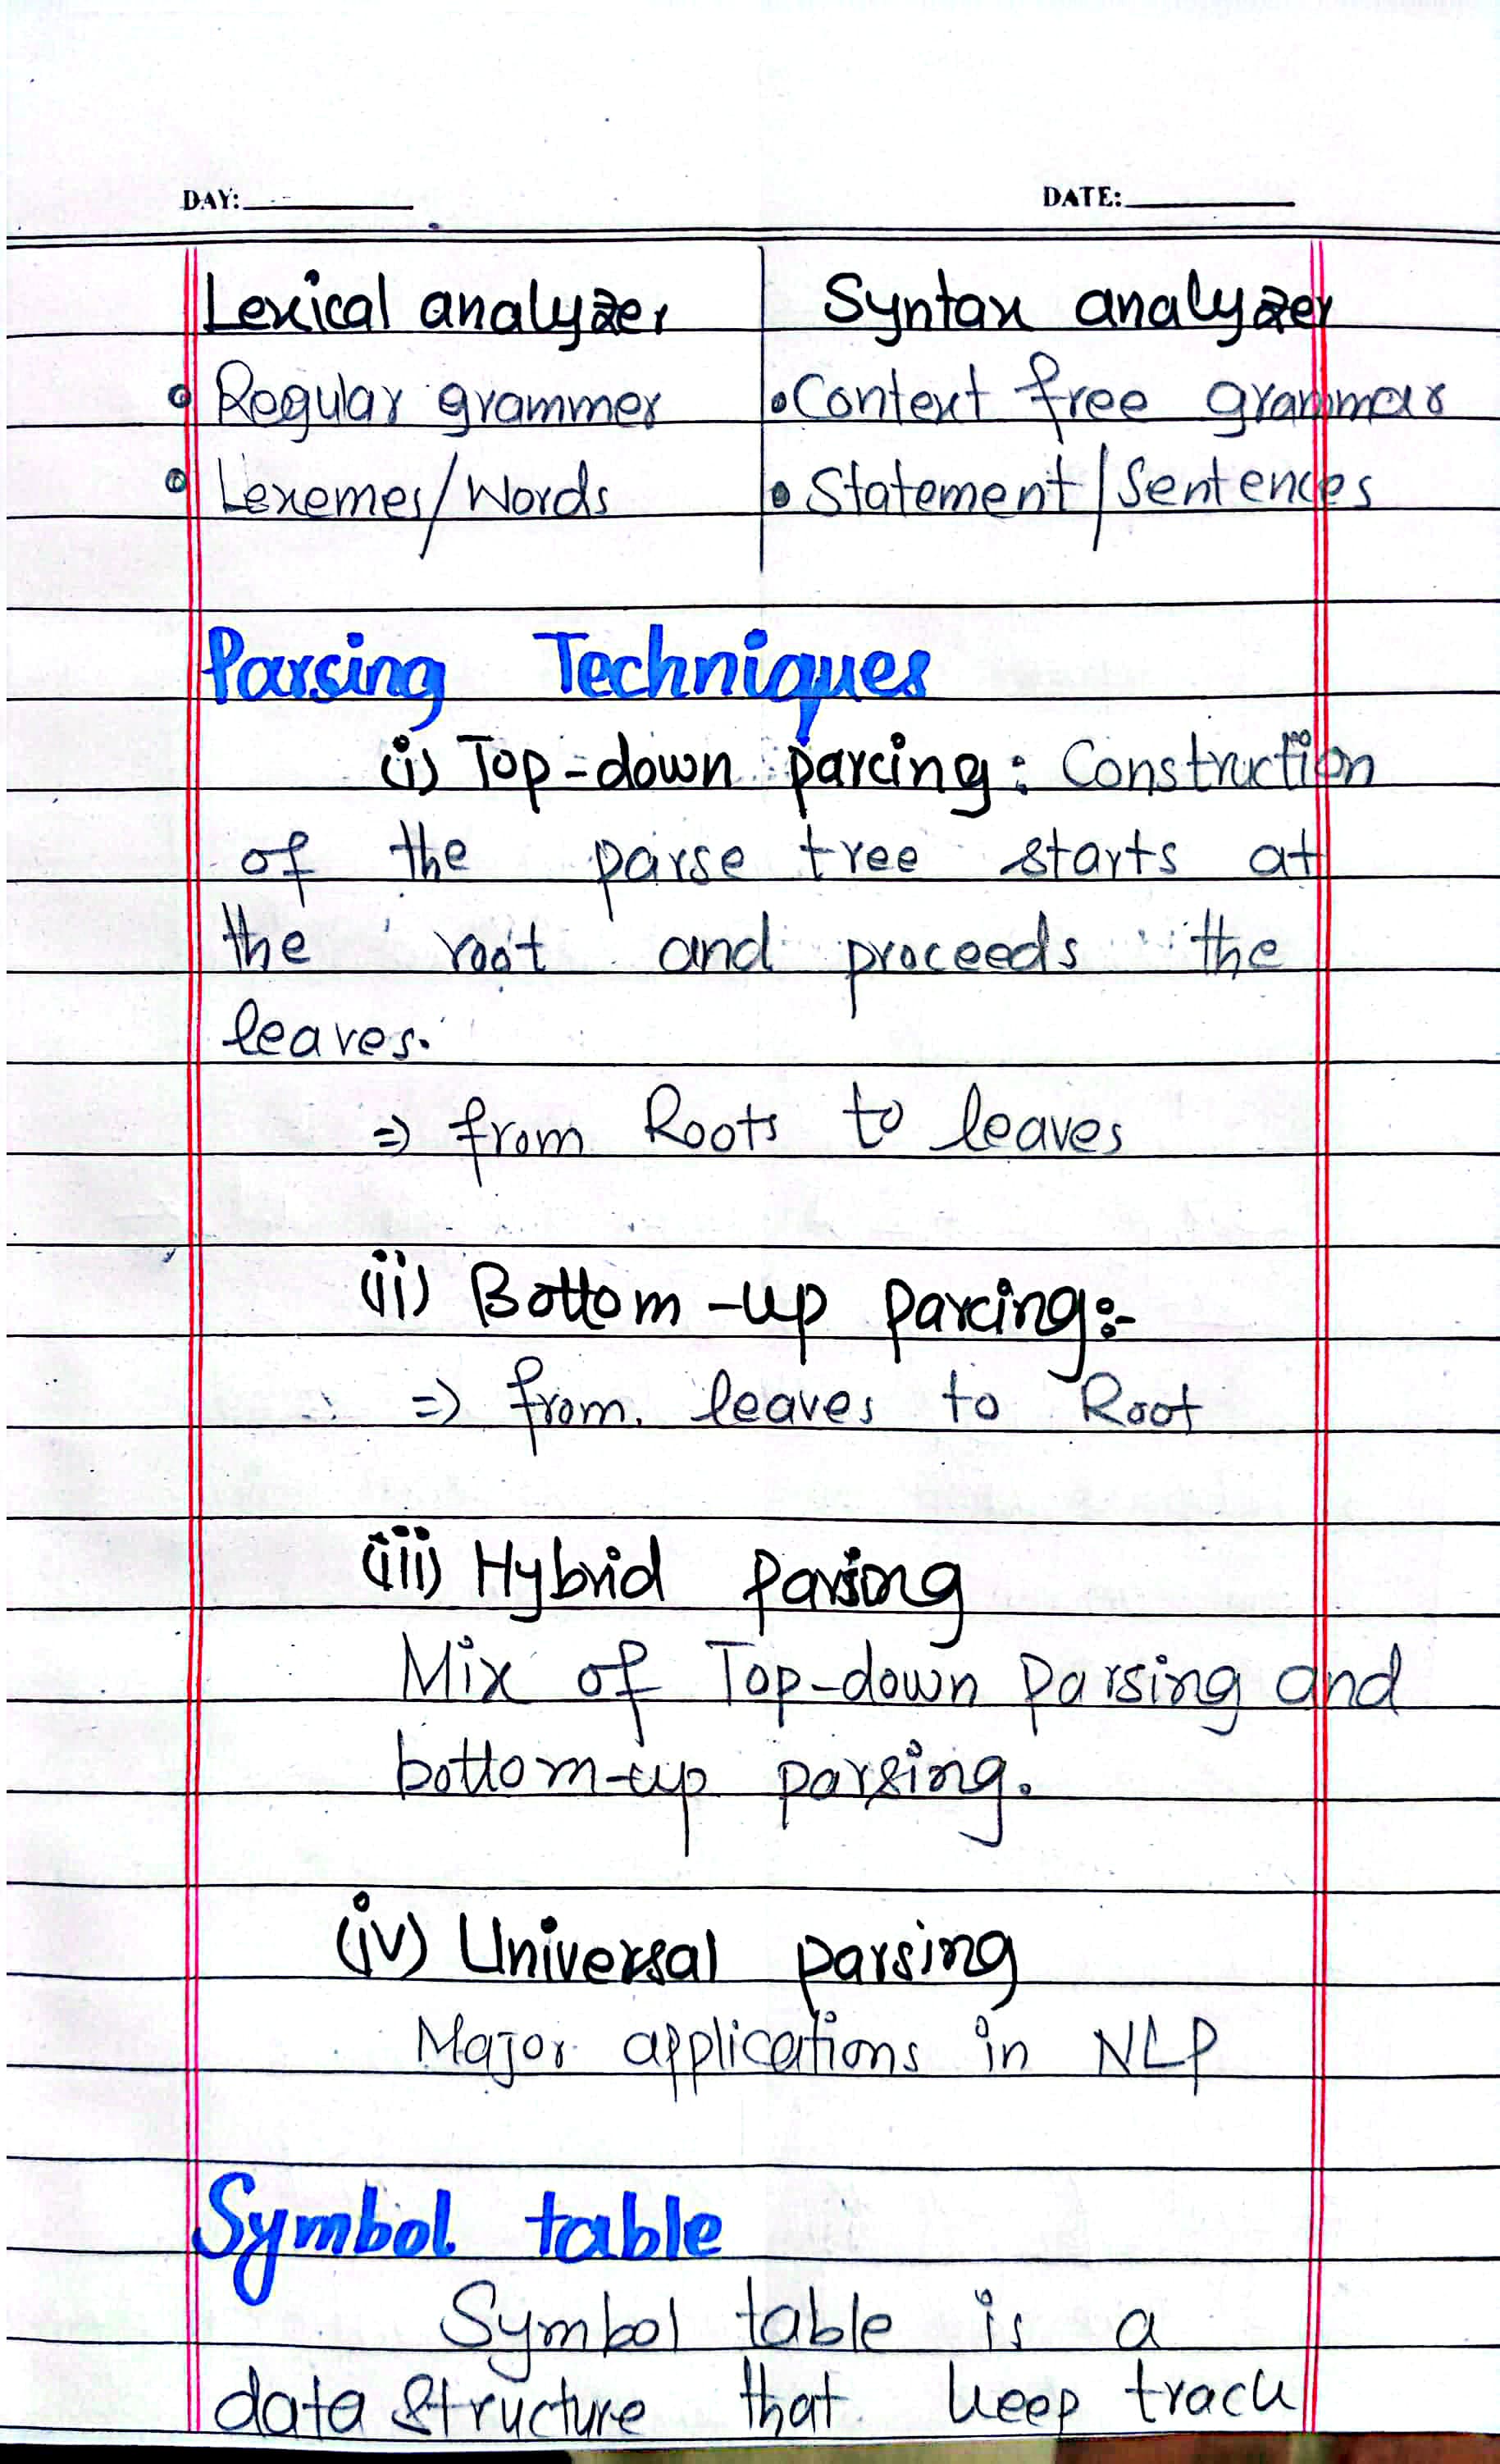 DAY: DATE:
Lexical analyzer Syntax analyzer
Regular grammer •Context free grammar
Lexemes/Words • Statement/Sentences
Parsing Techniques
(i) Top-down parcing: Construction
of the parse tree starts at
the root and proceeds the
leaves.
=> from Roots to leaves
(ii) Bottom-up parcing:-
=> from leaves to Root
(iii) Hybrid parsing
Mix of Top-down Parsing and
bottom-up parsing.
(iv) Universal parsing
Major applications in NLP
Symbol table
Symbol table is a
data structure that keep track